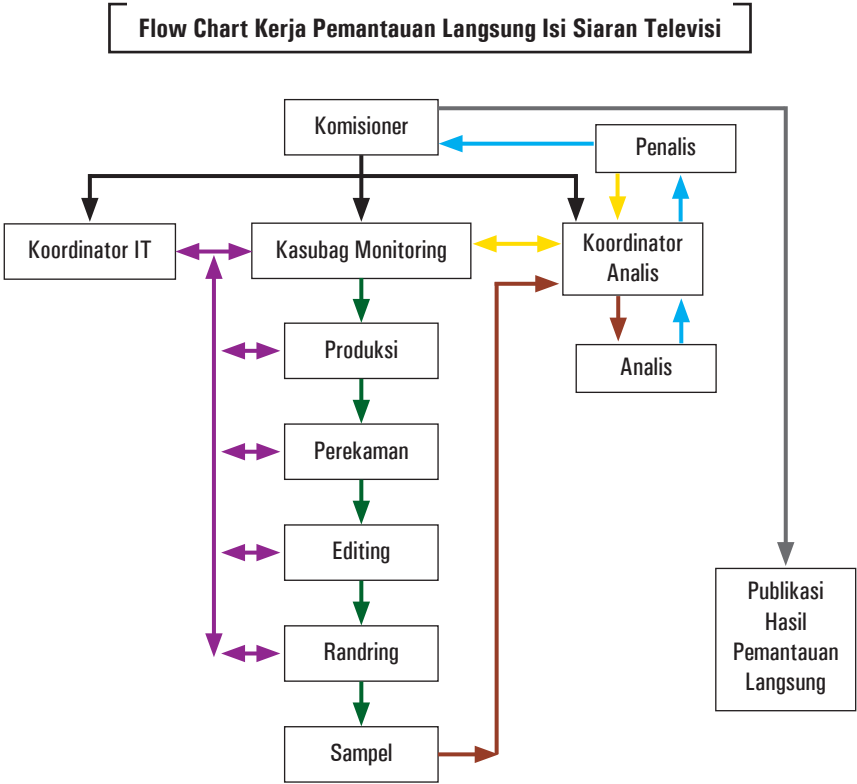 Flow Chart Kerja Pemantauan Langsung Isi Siaran Televisi
Komisioner
Penalis
Koordinator IT
Kasubag Monitoring
Koordinator
Analis
Produksi
Analis
Perekaman
Editing
Publikasi
Hasil
Pemantauan
Langsung
Randring
Sampel